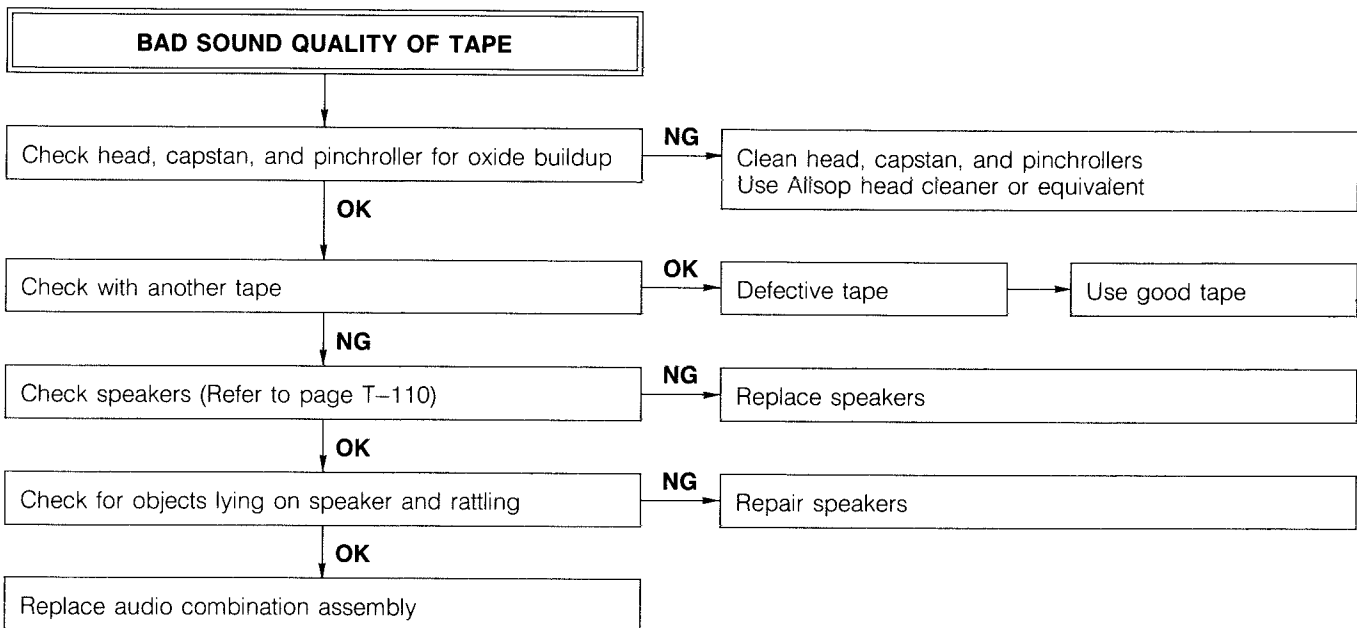 BAD SOUND QUALITY OF TAPE
Check head, capstan, and pinchroller for oxide buildup
NG
Clean head, capstan, and pinchrollers
Use Allsop head cleaner or equivalent
OK
Check with another tape
OK
Defective tape
Use good tape
NG
Check speakers (Refer to page T–110)
NG
Replace speakers
OK
Check for objects lying on speaker and rattling
NG
Repair speakers
OK
Replace audio combination assembly